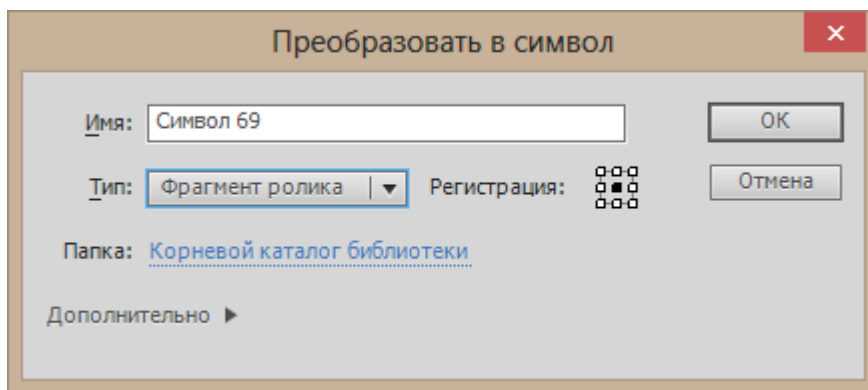 Преобразовать в символ
Имя: Символ 69 OK
Тип: Фрагмент ролика Регистрация: Отмена
Папка: Корневой каталог библиотеки
Дополнительно